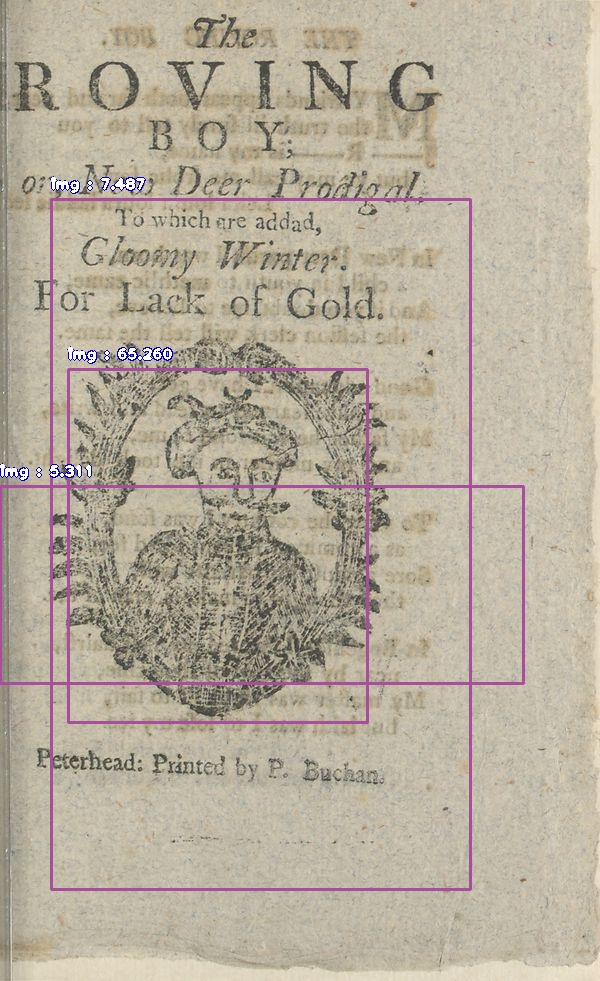 The
ROVING
BOY;
or, New Deer Prodigal.
img : 7.487
To which are addad,
Gloomy Winter.
For Lack of Gold.
img : 65.260
img : 5.311
Peterhead: Printed by P. Buchan.